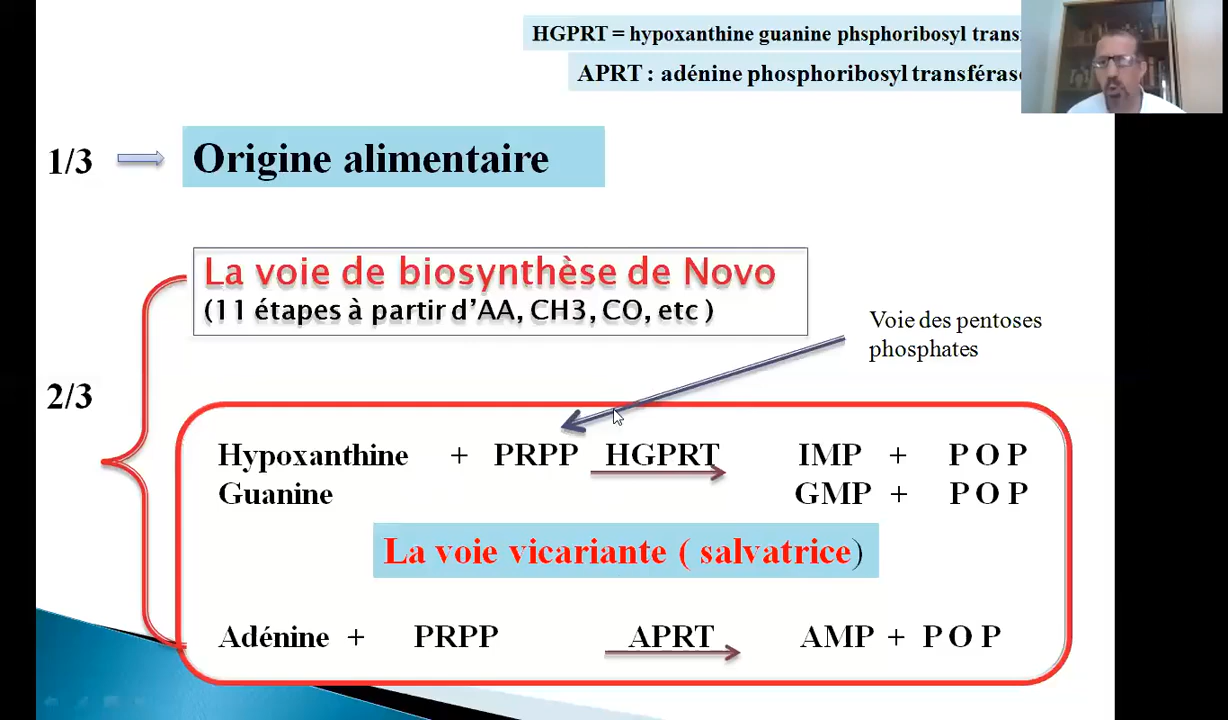 HGPRT = hypoxanthine guanine phsphoribosyl
APRT : adénine phosphoribosyl transférase
1/3
Origine alimentaire
La voie de biosynthèse de Novo
(11 étapes à partir d'AA, CH3, CO, etc )
Voie des pentoses
phosphates
2/3
Hypoxanthine + PRPP HGPRT IMP + P O P
Guanine GMP + P O P
La voie vicariante ( salvatrice)
Adénine + PRPP APRT AMP + P O P